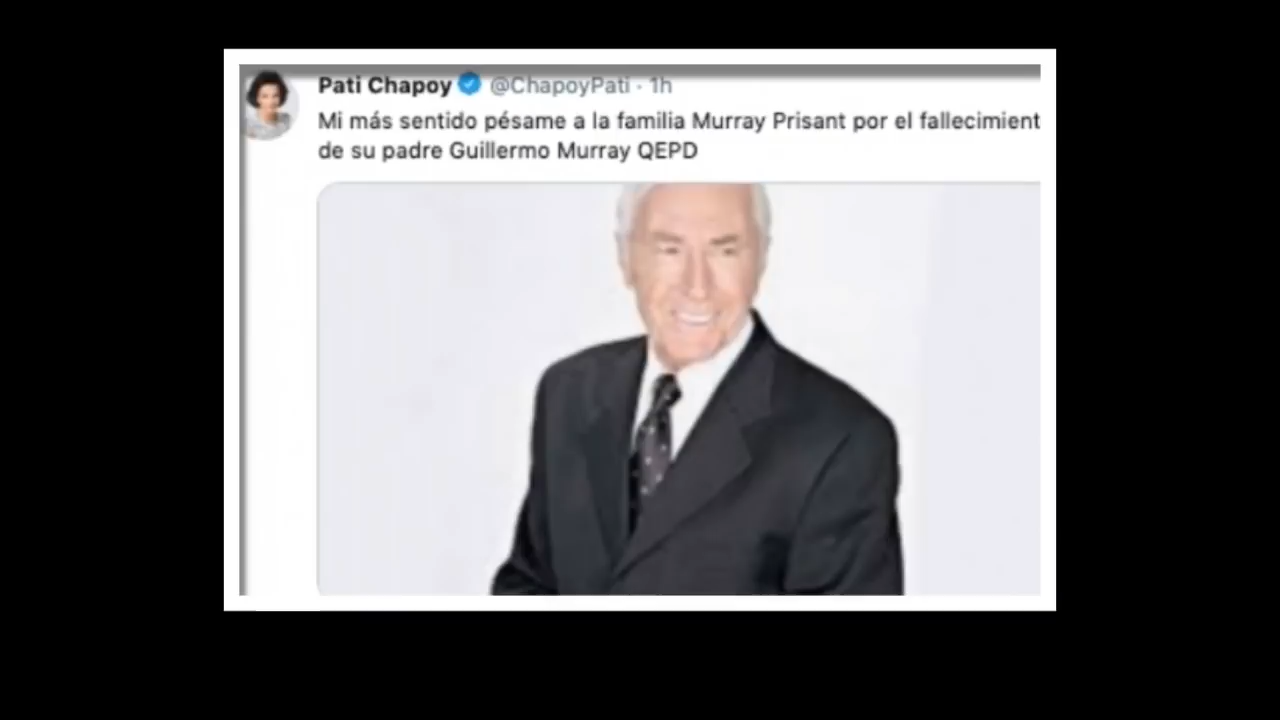 Pati Chapoy @ChapoyPati · 1h
Mi más sentido pésame a la familia Murray Prisant por el fallecimient
de su padre Guillermo Murray QEPD